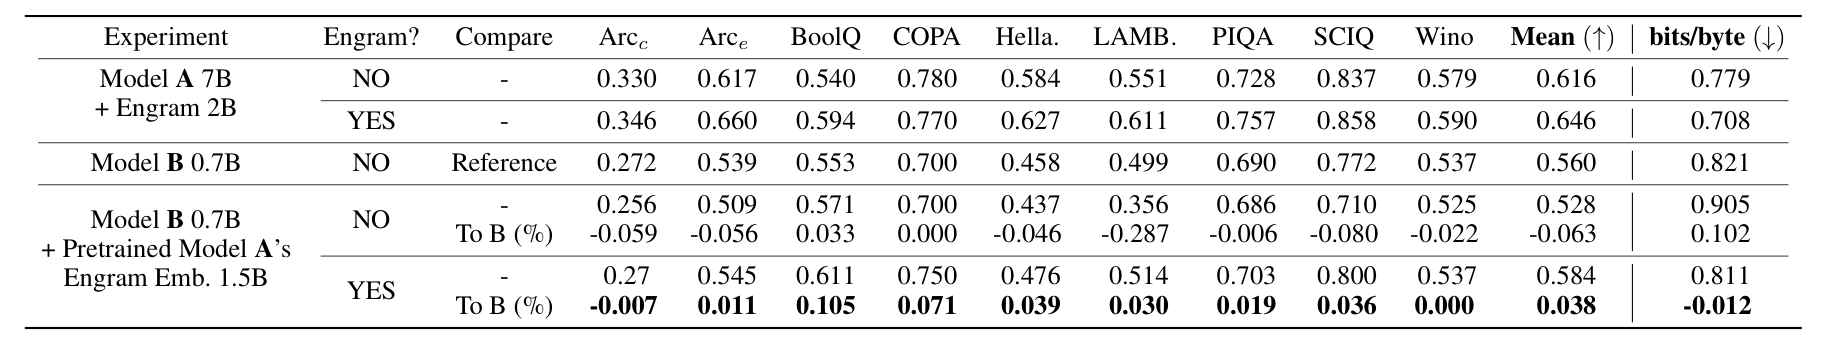 Experiment Engram? Compare Arc_c Arc_e BoolQ COPA Hella. LAMB. PIQA SCIQ Wino Mean (↑) bits/byte (↓)
Model A 7B
+ Engram 2B
NO - 0.330 0.617 0.540 0.780 0.584 0.551 0.728 0.837 0.579 0.616 0.779
YES - 0.346 0.660 0.594 0.770 0.627 0.611 0.757 0.858 0.590 0.646 0.708
Model B 0.7B NO Reference 0.272 0.539 0.553 0.700 0.458 0.499 0.690 0.772 0.537 0.560 0.821
Model B 0.7B
+ Pretrained Model A's
Engram Emb. 1.5B
NO
- 0.256 0.509 0.571 0.700 0.437 0.356 0.686 0.710 0.525 0.528 0.905
To B (%) -0.059 -0.056 0.033 0.000 -0.046 -0.287 -0.006 -0.080 -0.022 -0.063 0.102
YES
- 0.27 0.545 0.611 0.750 0.476 0.514 0.703 0.800 0.537 0.584 0.811
To B (%) -0.007 0.011 0.105 0.071 0.039 0.030 0.019 0.036 0.000 0.038 -0.012